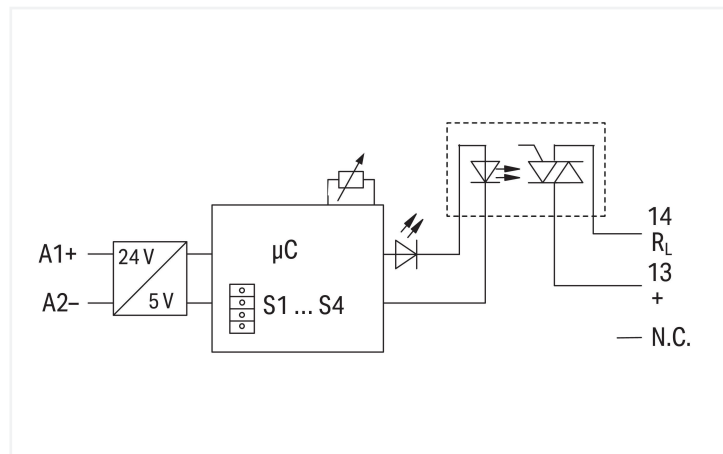 A1+
A2–
24 V
5 V
µC
S1 ... S4
14
RL
13
+
N.C.